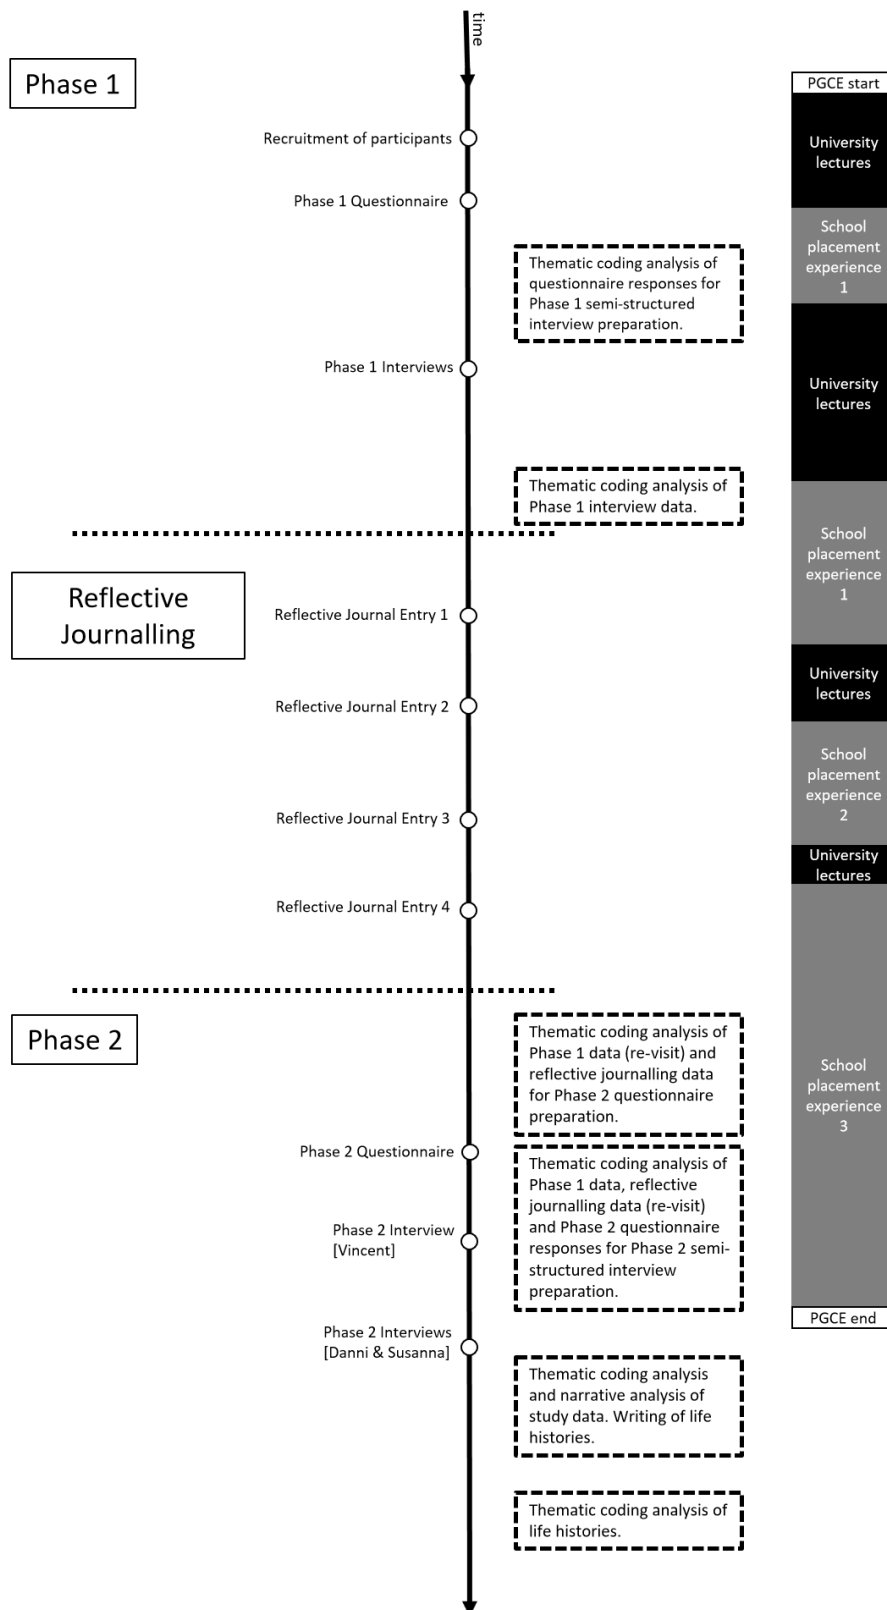 time
Phase 1
PGCE start
Recruitment of participants
University
lectures
Phase 1 Questionnaire
School
placement
experience
1
Thematic coding analysis of
questionnaire responses for
Phase 1 semi-structured
interview preparation.
Phase 1 Interviews
University
lectures
Thematic coding analysis of
Phase 1 interview data.
School
placement
experience
1
Reflective
Journalling
Reflective Journal Entry 1
University
lectures
Reflective Journal Entry 2
School
placement
experience
2
Reflective Journal Entry 3
University
lectures
Reflective Journal Entry 4
Phase 2
Thematic coding analysis of
Phase 1 data (re-visit) and
reflective journalling data
for Phase 2 questionnaire
preparation.
School
placement
experience
3
Phase 2 Questionnaire
Thematic coding analysis of
Phase 1 data, reflective
journalling data (re-visit)
and Phase 2 questionnaire
responses for Phase 2 semi-
structured interview
preparation.
Phase 2 Interview
[Vincent]
PGCE end
Phase 2 Interviews
[Danni & Susanna]
Thematic coding analysis
and narrative analysis of
study data. Writing of life
histories.
Thematic coding analysis of
life histories.